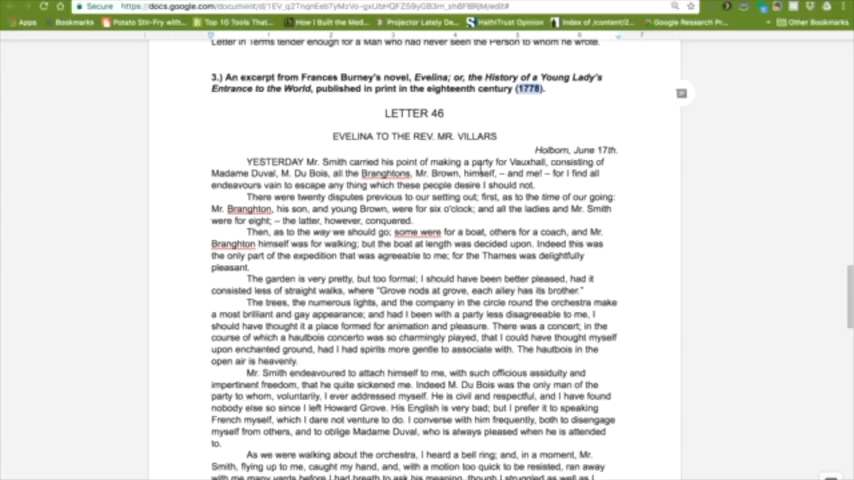 Secure https://docs.google.com/document/d/
Excursions Potato Stir-Fry with Top 10 Tools That How I Built the Med Projector Lately Da HathiTrust Opinion Index of /content/2 Google Research Pr Other Bookmarks
Letter in Terms tender enough for a Man who had never seen the Person to whom he wrote.
3.) An excerpt from Frances Burney's novel, Evelina; or, the History of a Young Lady's
Entrance to the World, published in print in the eighteenth century (1778).
LETTER 46
EVELINA TO THE REV. MR. VILLARS
Holborn, June 17th.
YESTERDAY Mr. Smith carried his point of making a party for Vauxhall, consisting of
Madame Duval, M. Du Bois, all the Branghtons, Mr. Brown, himself, – and me! – for I find all
endeavours vain to escape any thing which these people desire I should not.
There were twenty disputes previous to our setting out; first, as to the time of our going:
Mr. Branghton, his son, and young Brown, were for six o'clock; and all the ladies and Mr. Smith
were for eight; – the latter, however, conquered.
Then, as to the way we should go; some were for a boat, others for a coach, and Mr.
Branghton himself was for walking; but the boat at length was decided upon. Indeed this was
the only part of the expedition that was agreeable to me; for the Thames was delightfully
pleasant.
The garden is very pretty, but too formal; I should have been better pleased, had it
consisted less of straight walks, where "Grove nods at grove, each alley has its brother."
The trees, the numerous lights, and the company in the circle round the orchestra make
a most brilliant and gay appearance; and had I been with a party less disagreeable to me, I
should have thought it a place formed for animation and pleasure. There was a concert; in the
course of which a hautbois concerto was so charmingly played, that I could have thought myself
upon enchanted ground, had I had spirits more gentle to associate with. The hautbois in the
open air is heavenly.
Mr. Smith endeavoured to attach himself to me, with such officious assiduity and
impertinent freedom, that he quite sickened me. Indeed M. Du Bois was the only man of the
party to whom, voluntarily, I ever addressed myself. He is civil and respectful, and I have found
nobody else so since I left Howard Grove. His English is very bad; but I prefer it to speaking
French myself, which I dare not venture to do. I converse with him frequently, both to disengage
myself from others, and to oblige Madame Duval, who is always pleased when he is attended
to.
As we were walking about the orchestra, I heard a bell ring; and, in a moment, Mr.
Smith, flying up to me, caught my hand, and, with a motion too quick to be resisted, ran away
with me many yards before I had breath to ask his meaning, though I struggled as well as I